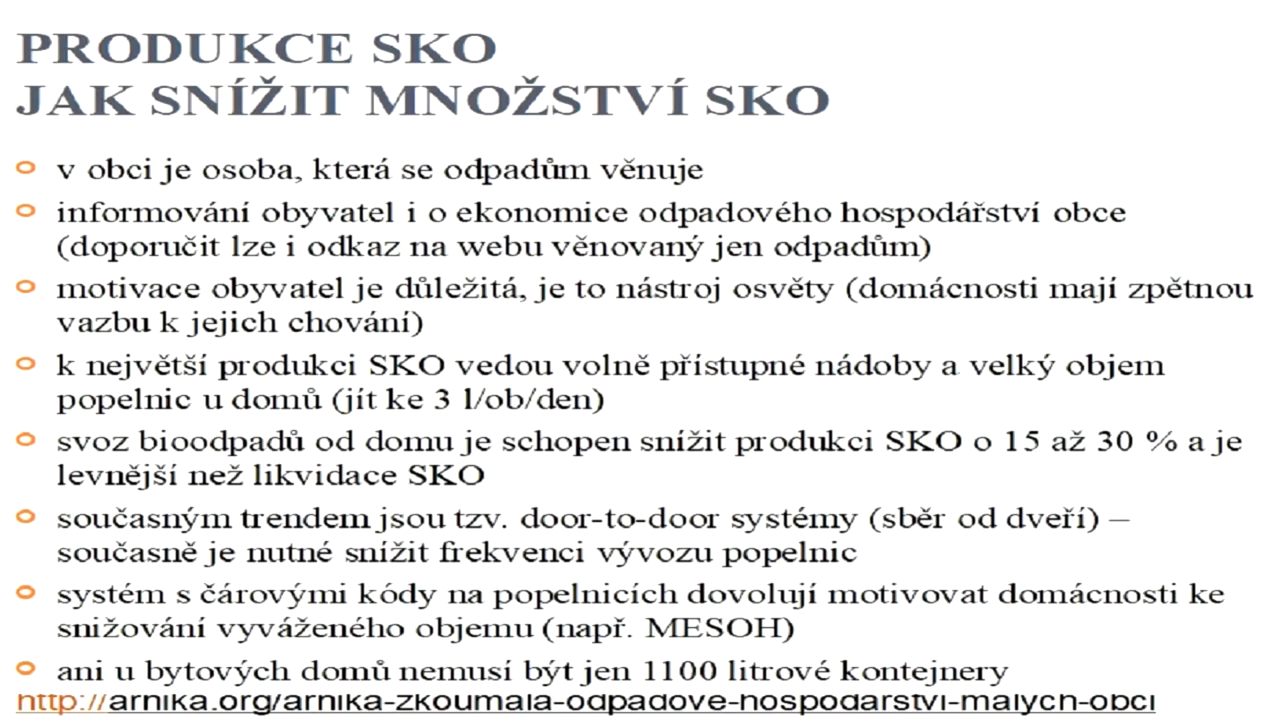 PRODUKCE SKO
JAK SNÍŽIT MNOŽSTVÍ SKO
v obci je osoba, která se odpadům věnuje
informování obyvatel i o ekonomice odpadového hospodářství obce
(doporučit lze i odkaz na webu věnovaný jen odpadům)
motivace obyvatel je důležitá, je to nástroj osvěty (domácnosti mají zpětnou
vazbu k jejich chování)
k největší produkci SKO vedou volně přístupné nádoby a velký objem
popelnic u domů (jít ke 3 l/ob/den)
svoz bioodpadů od domu je schopen snížit produkci SKO o 15 až 30 % a je
levnější než likvidace SKO
současným trendem jsou tzv. door-to-door systémy (sběr od dveří) –
současně je nutné snížit frekvenci vývozu popelnic
systém s čárovými kódy na popelnicích dovolují motivovat domácnosti ke
snižování vyváženého objemu (např. MESOH)
ani u bytových domů nemusí být jen 1100 litrové kontejnery
http://arnika.org/arnika-zkoumala-odpadove-hospodarstvi-malych-obci